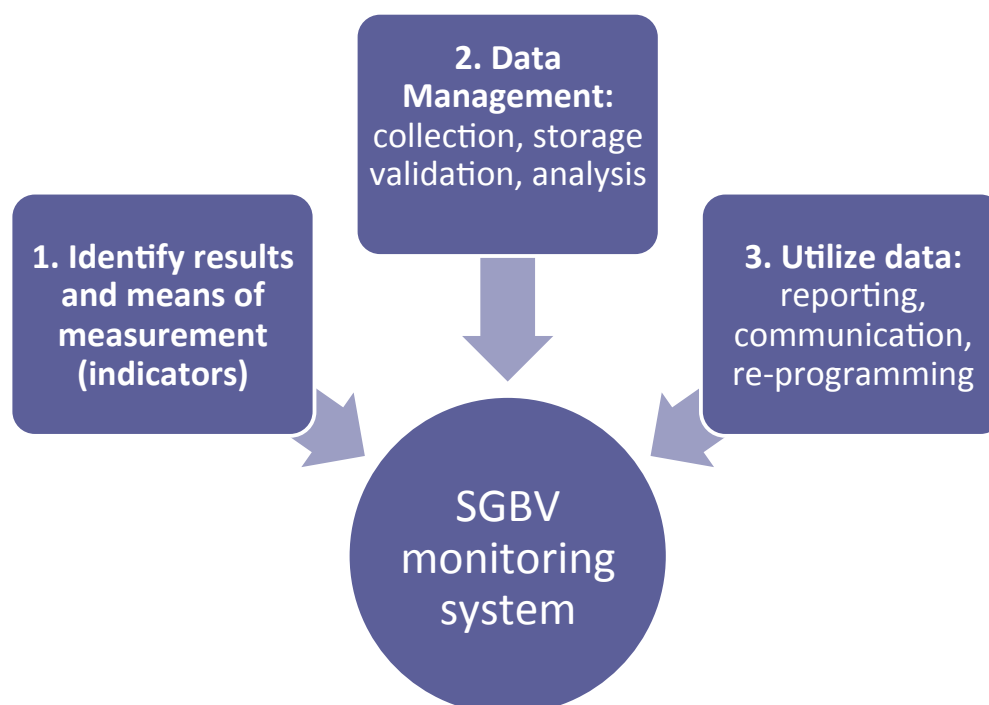 1. Identify results
and means of
measurement
(indicators)
2. Data
Management:
collection, storage
validation, analysis
3. Utilize data:
reporting,
communication,
re-programming
SGBV
monitoring
system